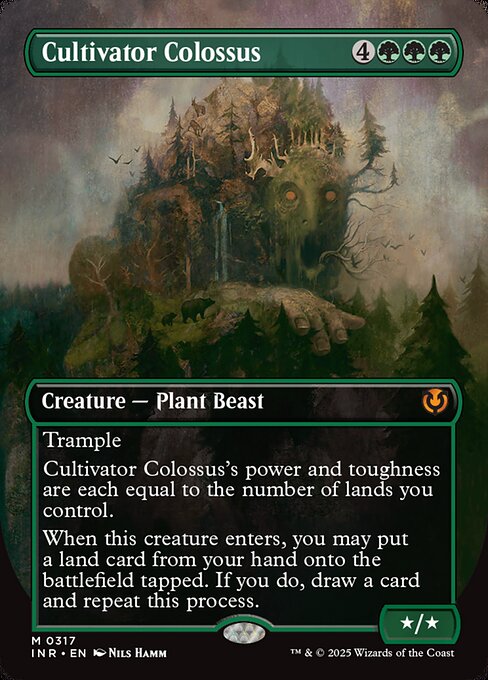 Cultivator Colossus 4
Creature — Plant Beast
Trample
Cultivator Colossus's power and toughness
are each equal to the number of lands you
control.
When this creature enters, you may put
a land card from your hand onto the
battlefield tapped. If you do, draw a card
and repeat this process.
★/★
M 0317
INR • EN Nils Hamm
™ & © 2025 Wizards of the Coast